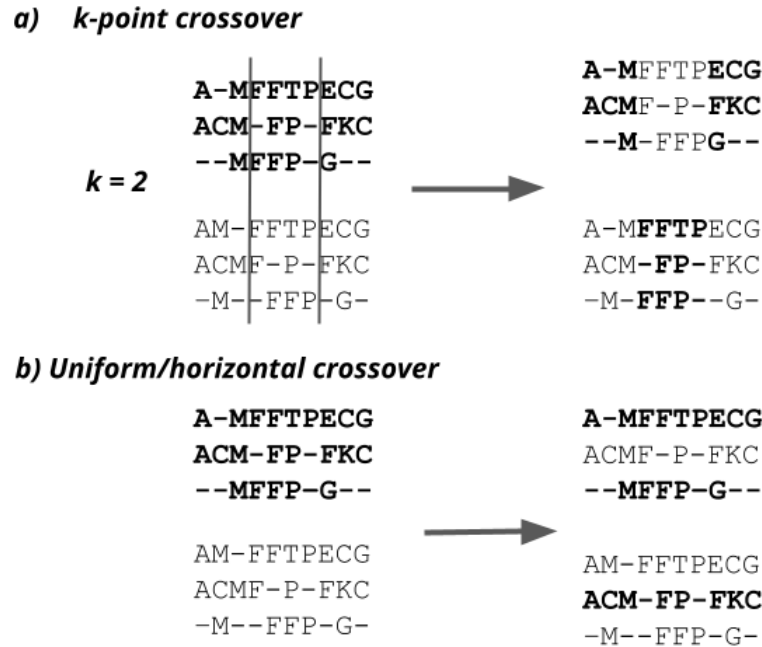 a) k-point crossover
A-MFFTPECG
ACM-FP-FKC
--MFFP-G--
k = 2
AM-FFTPECG
ACMF-P-FKC
-M--FFP-G-
A-MFFTPECG
ACMF-P-FKC
--M-FFPG--
A-MFFTPECG
ACM-FP-FKC
-M-FFP--G-
b) Uniform/horizontal crossover
A-MFFTPECG
ACM-FP-FKC
--MFFP-G--
AM-FFTPECG
ACMF-P-FKC
-M--FFP-G-
A-MFFTPECG
ACMF-P-FKC
--MFFP-G--
AM-FFTPECG
ACM-FP-FKC
-M--FFP-G-